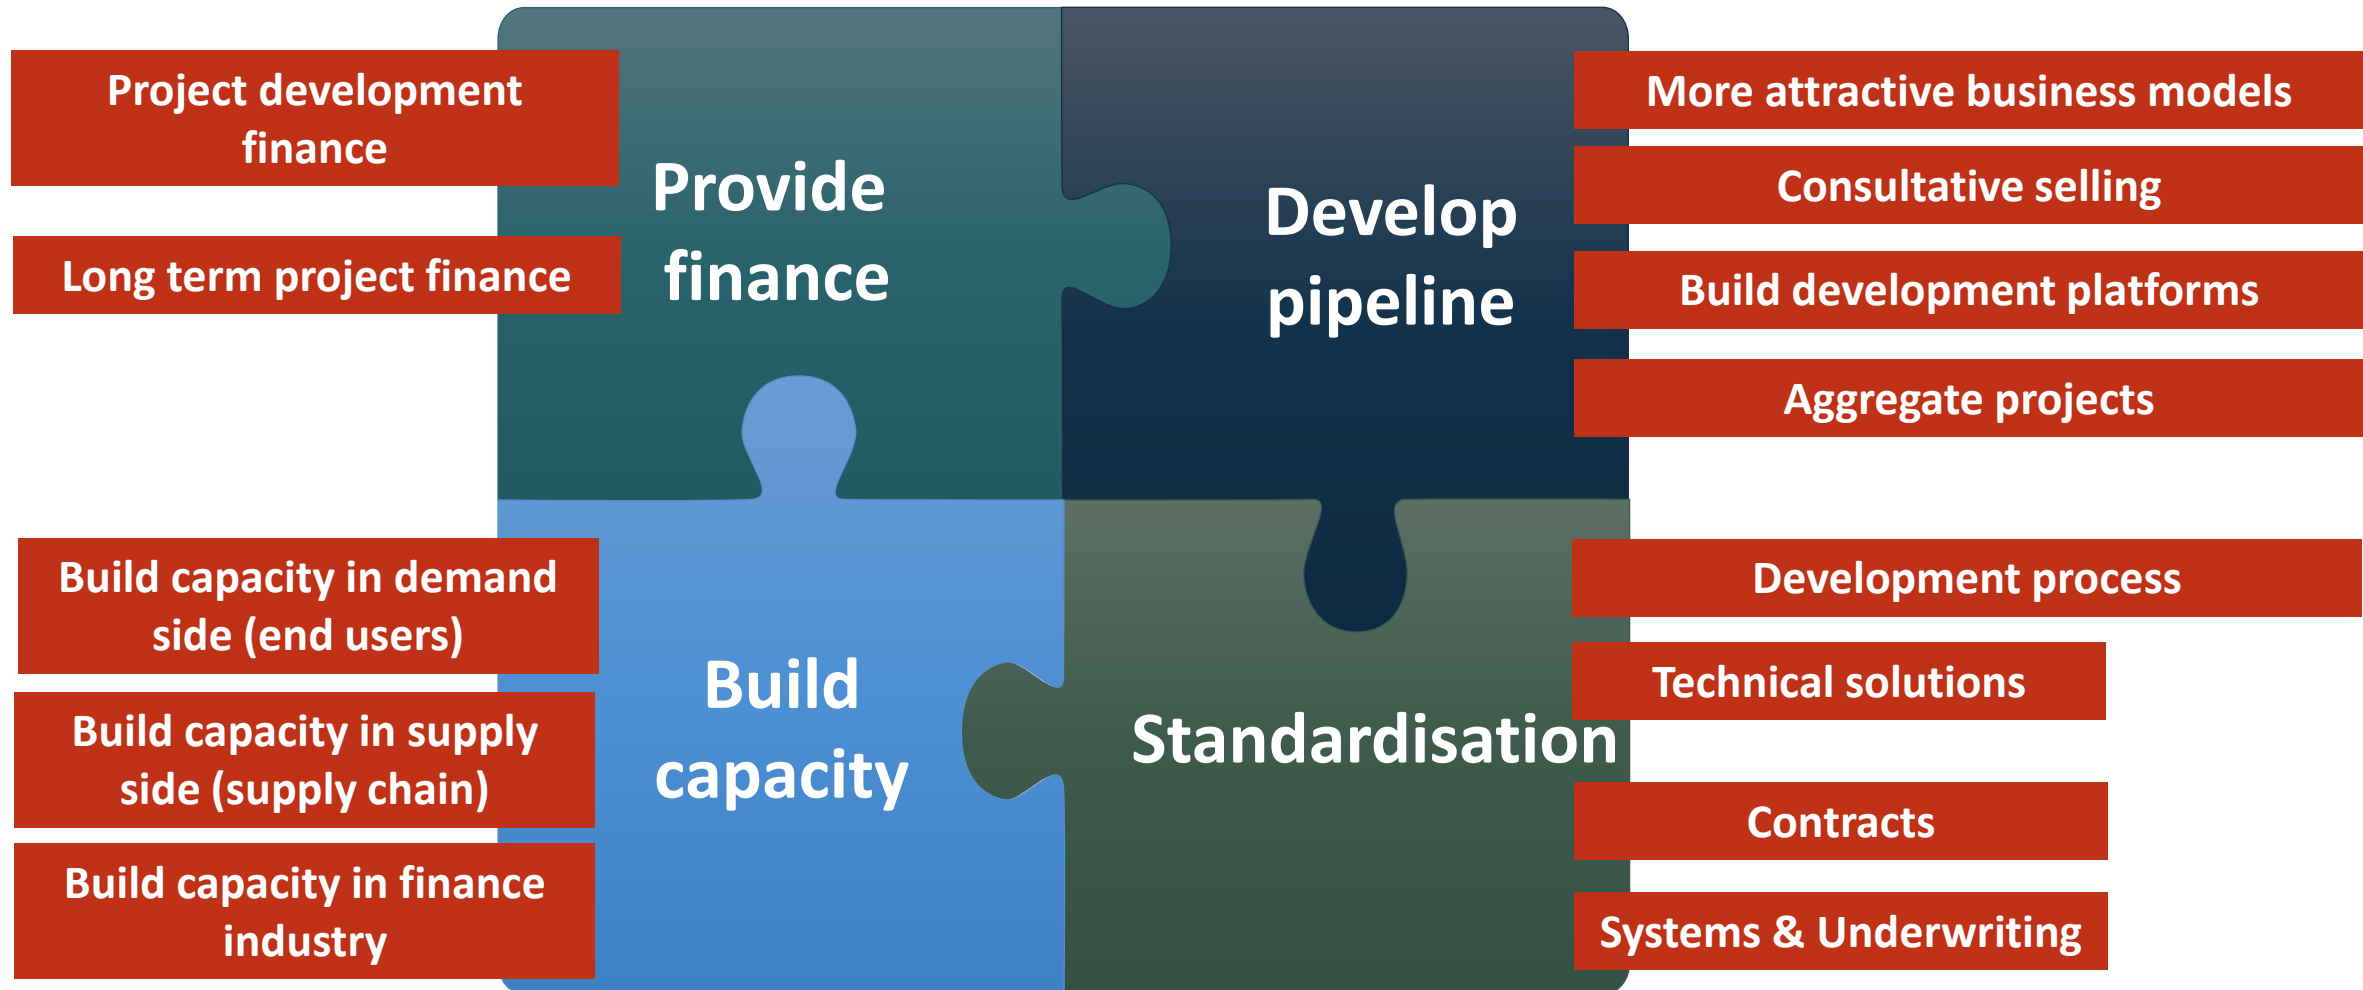 Project development
finance
Long term project finance
Provide
finance
Develop
pipeline
More attractive business models
Consultative selling
Build development platforms
Aggregate projects
Build capacity in demand
side (end users)
Build capacity in supply
side (supply chain)
Build capacity in finance
industry
Build
capacity
Standardisation
Development process
Technical solutions
Contracts
Systems & Underwriting